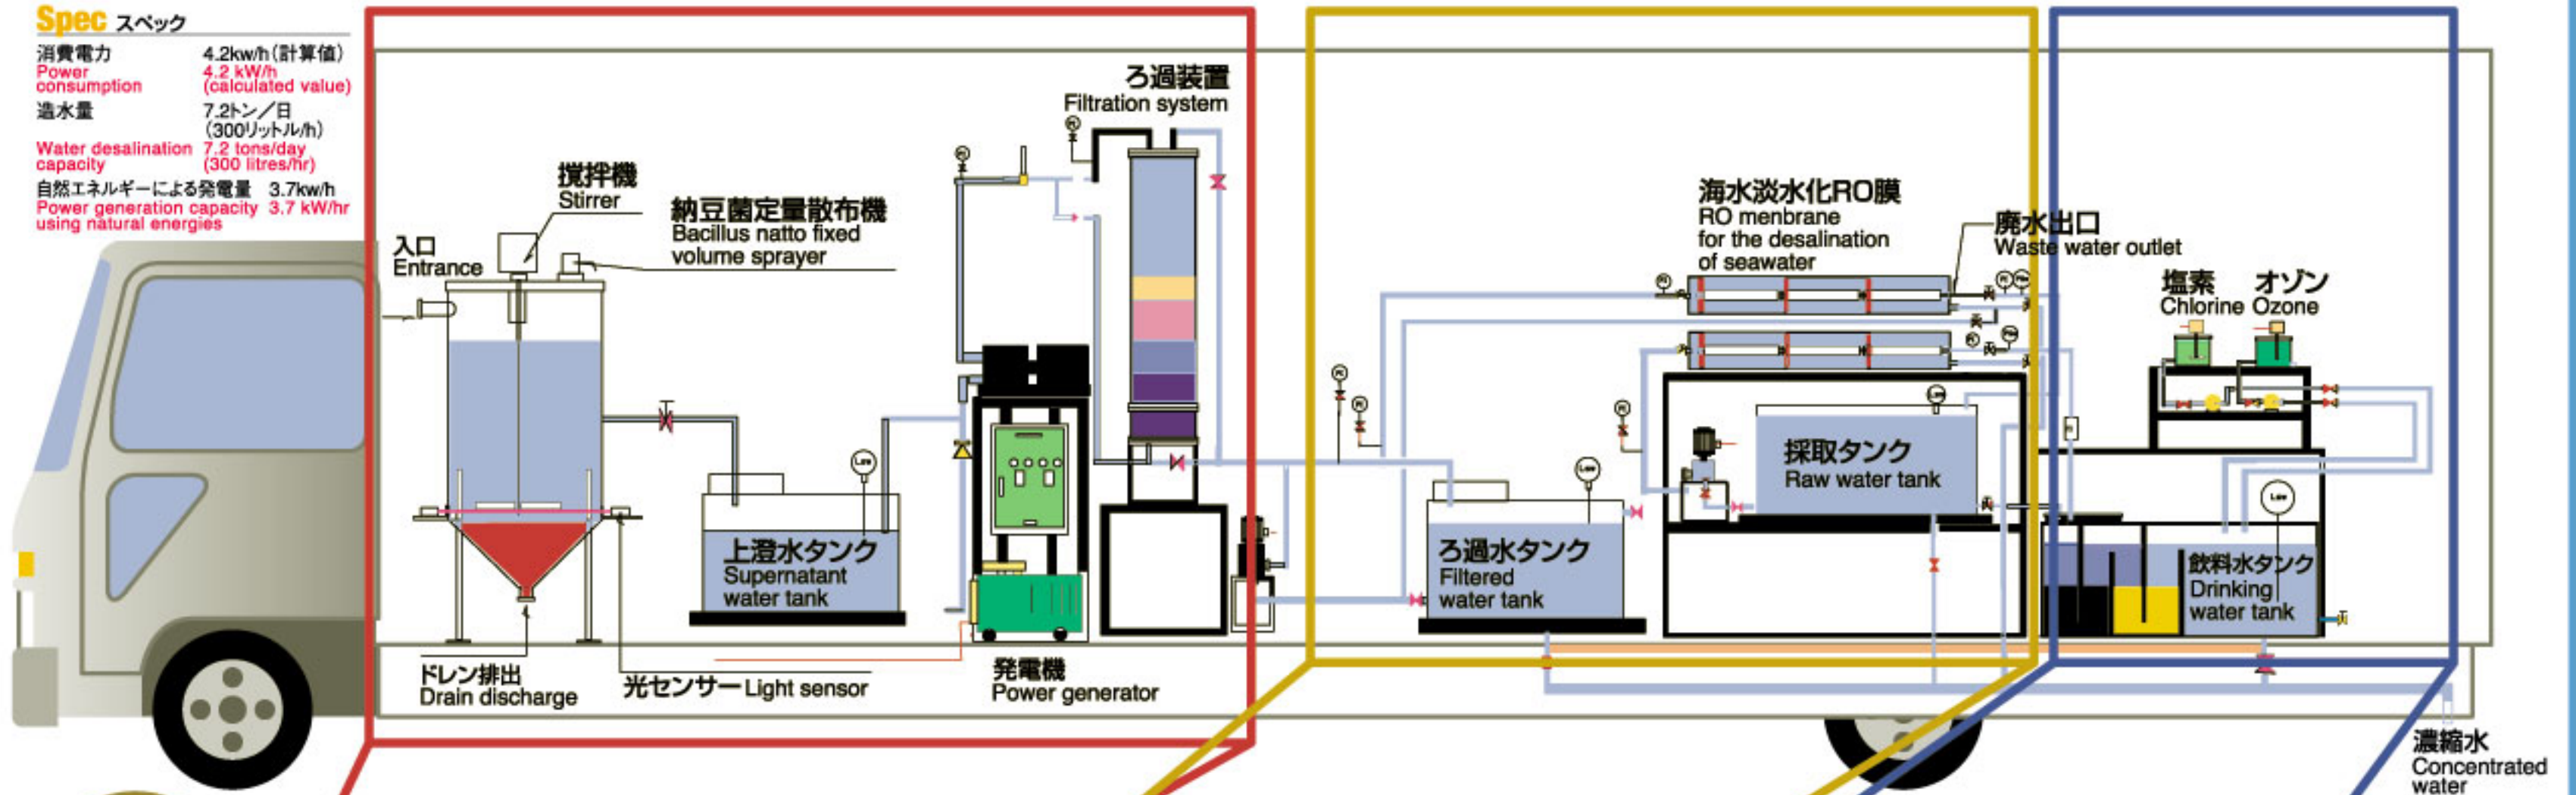 Spec スペック
消費電力 4.2kw/h(計算値)
Power consumption 4.2 kW/h (calculated value)
造水量 7.2トン／日
(300リットル/h)
Water desalination capacity 7.2 tons/day (300 litres/hr)
自然エネルギーによる発電量 3.7kw/h
Power generation capacity 3.7 kW/hr
using natural energies
入口
Entrance
撹拌機
Stirrer
納豆菌定量散布機
Bacillus natto fixed
volume sprayer
ろ過装置
Filtration system
上澄水タンク
Supernatant
water tank
ドレン排出
Drain discharge
光センサー Light sensor
発電機
Power generator
海水淡水化RO膜
RO menbrane
for the desalination
of seawater
廃水出口
Waste water outlet
ろ過水タンク
Filtered
water tank
採取タンク
Raw water tank
塩素
Chlorine
オゾン
Ozone
飲料水タンク
Drinking
water tank
濃縮水
Concentrated
water